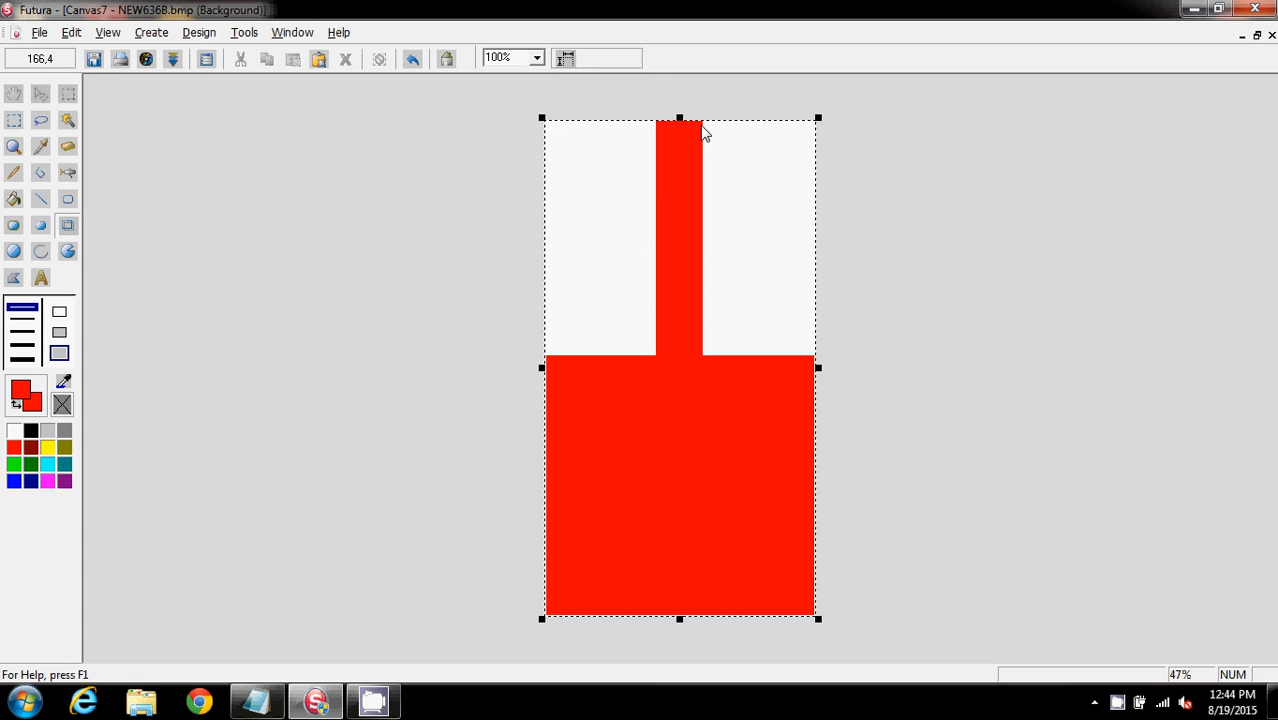 Futura - [Canvas7 - NEW636B.bmp (Background)]
File Edit View Create Design Tools Window Help
166,4
100%
A
For Help, press F1
47% NUM
12:44 PM
8/19/2015